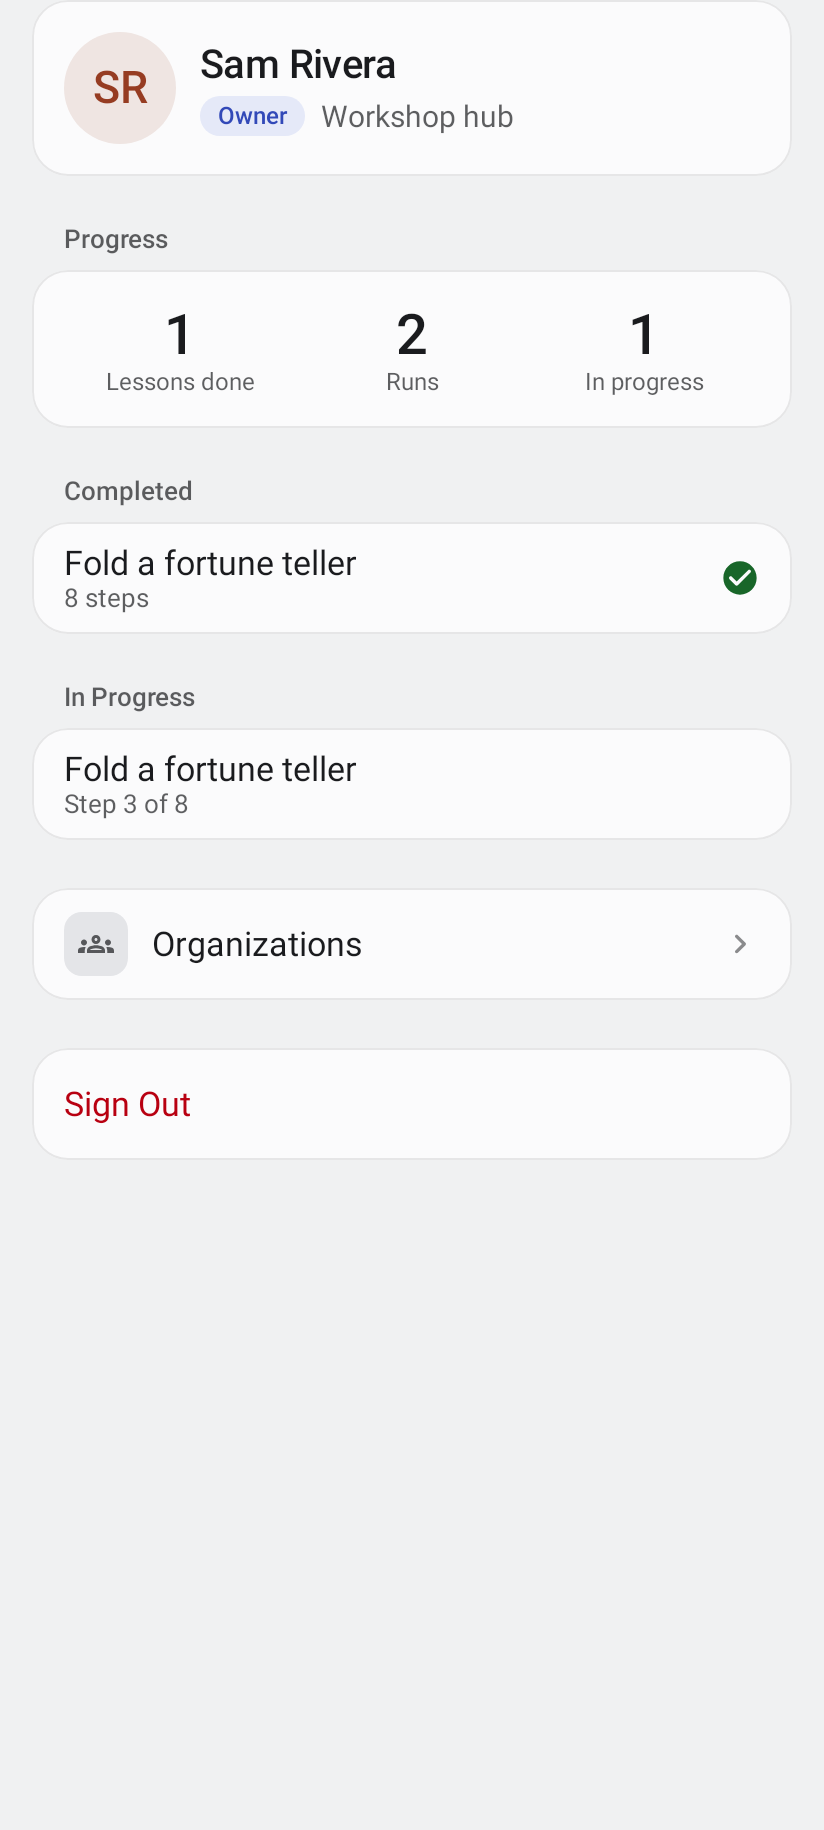 SR
Sam Rivera
Owner Workshop hub
Progress
1 2 1
Lessons done Runs In progress
Completed
Fold a fortune teller
8 steps
In Progress
Fold a fortune teller
Step 3 of 8
Organizations
Sign Out